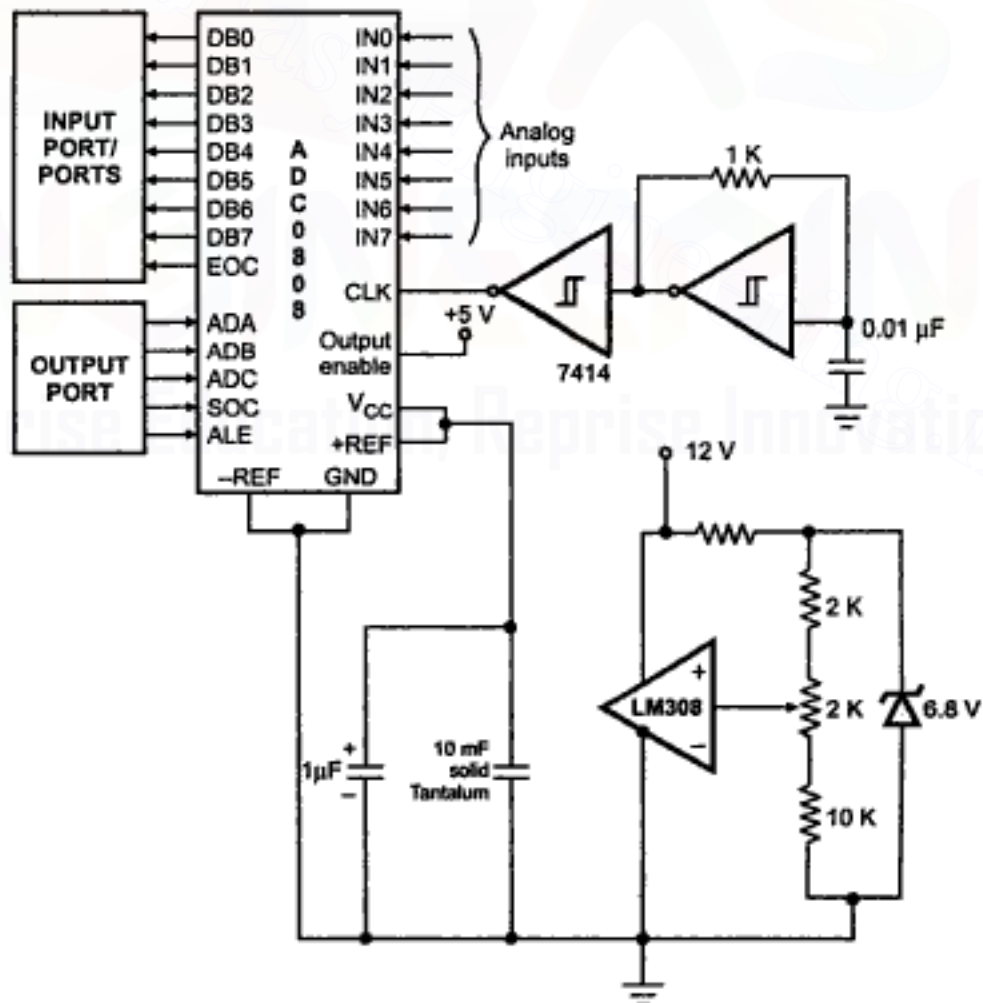 INPUT
PORT/
PORTS
DB0
DB1
DB2
DB3
DB4
DB5
DB6
DB7
EOC
OUTPUT
PORT
ADA
ADB
ADC
SOC
ALE
A
D
C
0
8
0
8
IN0
IN1
IN2
IN3
IN4
IN5
IN6
IN7
Analog
inputs
CLK
Output
enable
+5 V
VCC
+REF
–REF
GND
7414
1 K
0.01 µF
12 V
2 K
LM308
+
–
2 K
6.8 V
10 K
+
1µF
–
10 mF
solid
Tantalum
Reprise Innovatio